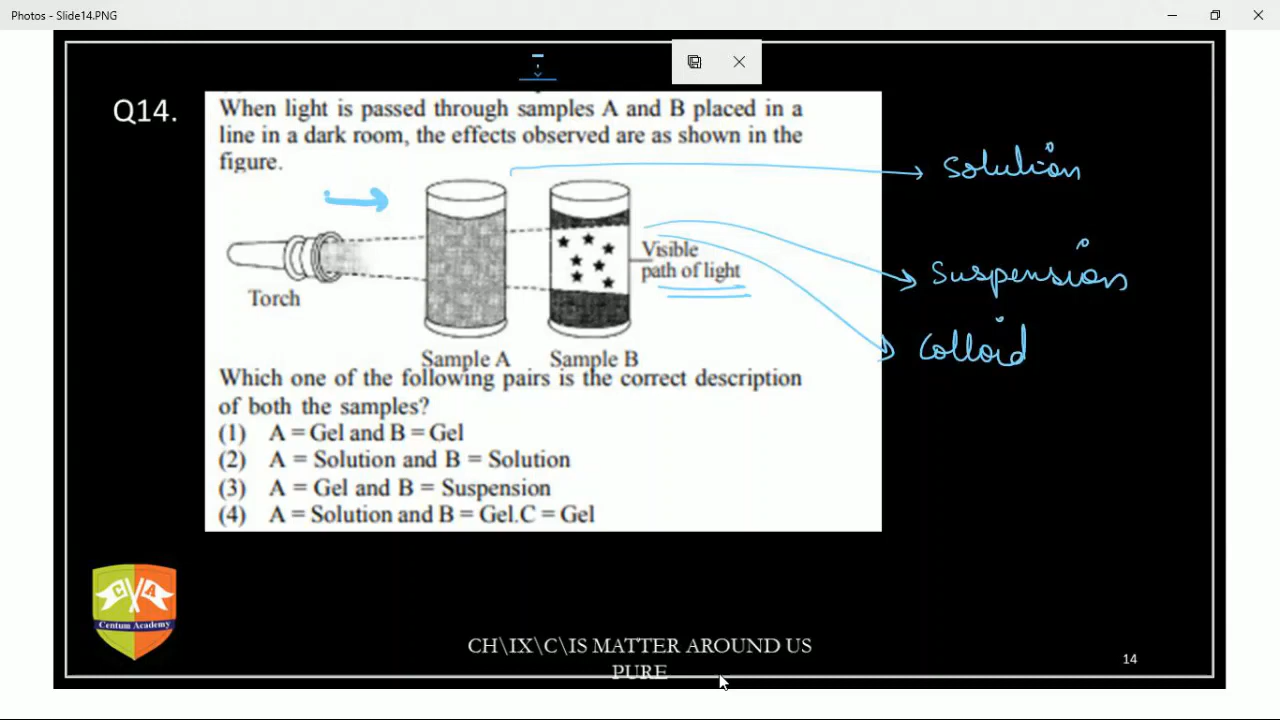 Photos - Slide14.PNG
Q14.
When light is passed through samples A and B placed in a
line in a dark room, the effects observed are as shown in the
figure.
Solution
Visible
path of light
Suspension
Torch
Colloid
Sample A Sample B
Which one of the following pairs is the correct description
of both the samples?
(1) A = Gel and B = Gel
(2) A = Solution and B = Solution
(3) A = Gel and B = Suspension
(4) A = Solution and B = Gel.C = Gel
C A
Centum Academy
CH\IX\C\IS MATTER AROUND US
PURE
14